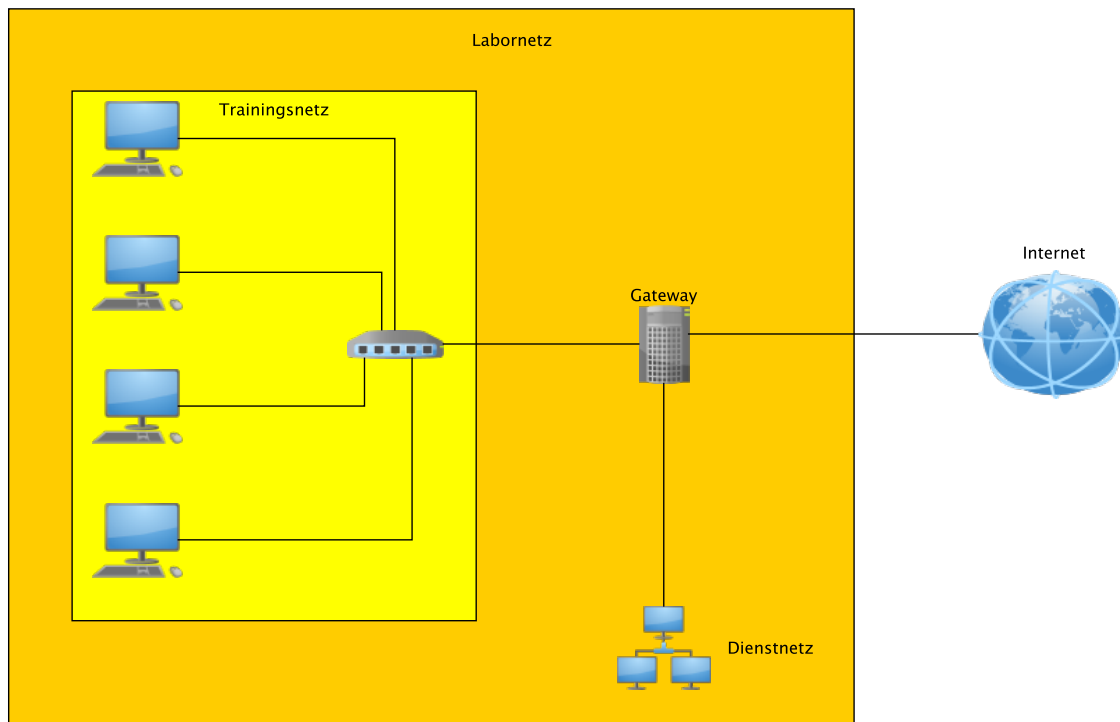 Labornetz
Trainingsnetz
Internet
Gateway
Dienstnetz